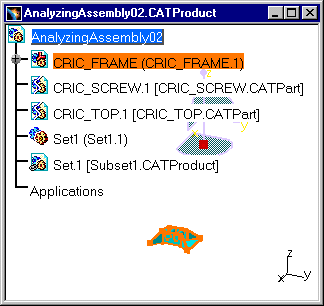 AnalyzingAssembly02.CATProduct
AnalyzingAssembly02
CRIC_FRAME (CRIC_FRAME.1)
z
CRIC_SCREW.1 [CRIC_SCREW.CATPart]
CRIC_TOP.1 [CRIC_TOP.CATPart]
y
y
Set1 (Set1.1)
Set.1 [Subset1.CATProduct]
Applications
z
x
y